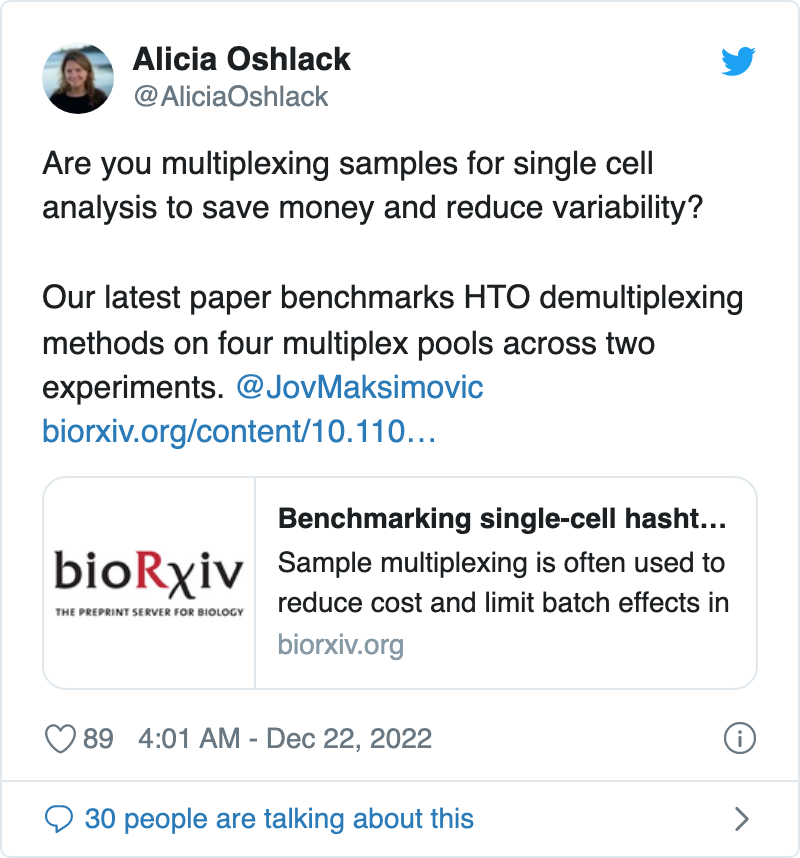 Alicia Oshlack
@AliciaOshlack
Are you multiplexing samples for single cell
analysis to save money and reduce variability?
Our latest paper benchmarks HTO demultiplexing
methods on four multiplex pools across two
experiments. @JovMaksimovic
biorxiv.org/content/10.110…
bioRχiv
THE PREPRINT SERVER FOR BIOLOGY
Benchmarking single-cell hasht…
Sample multiplexing is often used to
reduce cost and limit batch effects in
biorxiv.org
89 4:01 AM - Dec 22, 2022
30 people are talking about this